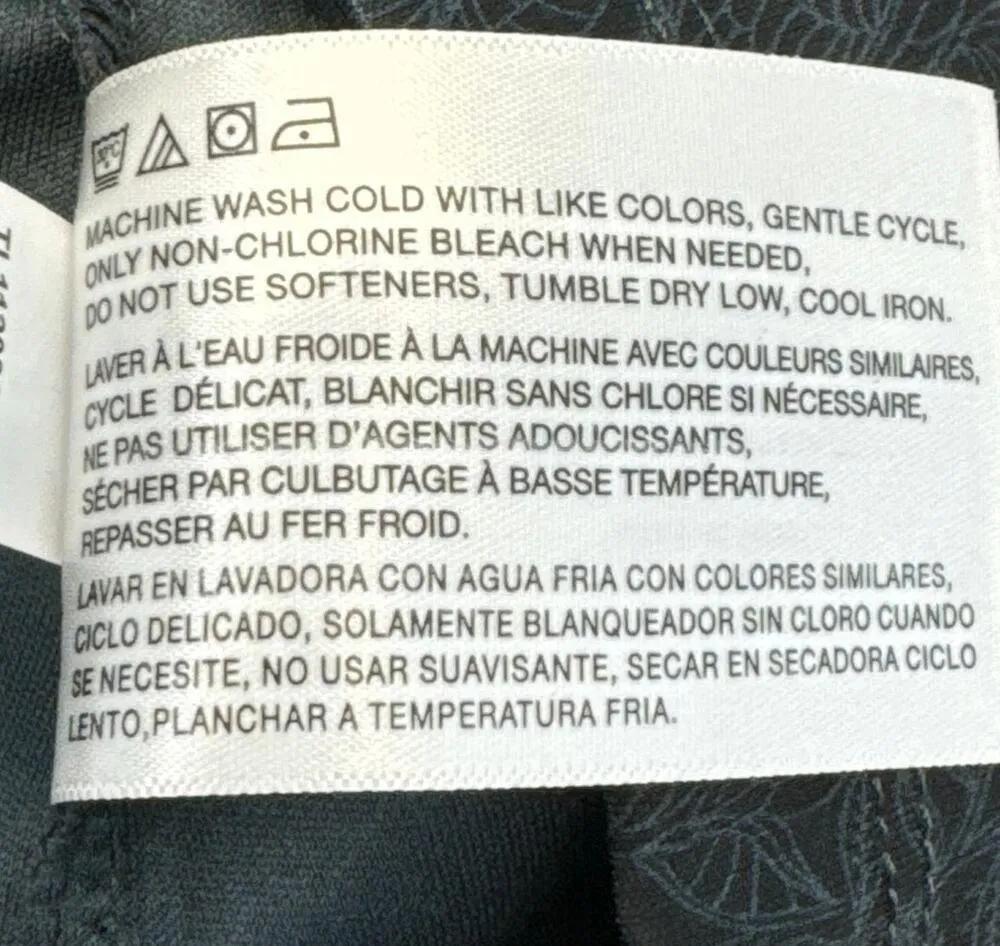 30°C
MACHINE WASH COLD WITH LIKE COLORS, GENTLE CYCLE,
ONLY NON-CHLORINE BLEACH WHEN NEEDED,
DO NOT USE SOFTENERS, TUMBLE DRY LOW, COOL IRON.
LAVER À L'EAU FROIDE À LA MACHINE AVEC COULEURS SIMILAIRES,
CYCLE DÉLICAT, BLANCHIR SANS CHLORE SI NÉCESSAIRE,
NE PAS UTILISER D'AGENTS ADOUCISSANTS,
SÉCHER PAR CULBUTAGE À BASSE TEMPÉRATURE,
REPASSER AU FER FROID.
LAVAR EN LAVADORA CON AGUA FRIA CON COLORES SIMILARES,
CICLO DELICADO, SOLAMENTE BLANQUEADOR SIN CLORO CUANDO
SE NECESITE, NO USAR SUAVISANTE, SECAR EN SECADORA CICLO
LENTO,PLANCHAR A TEMPERATURA FRIA.